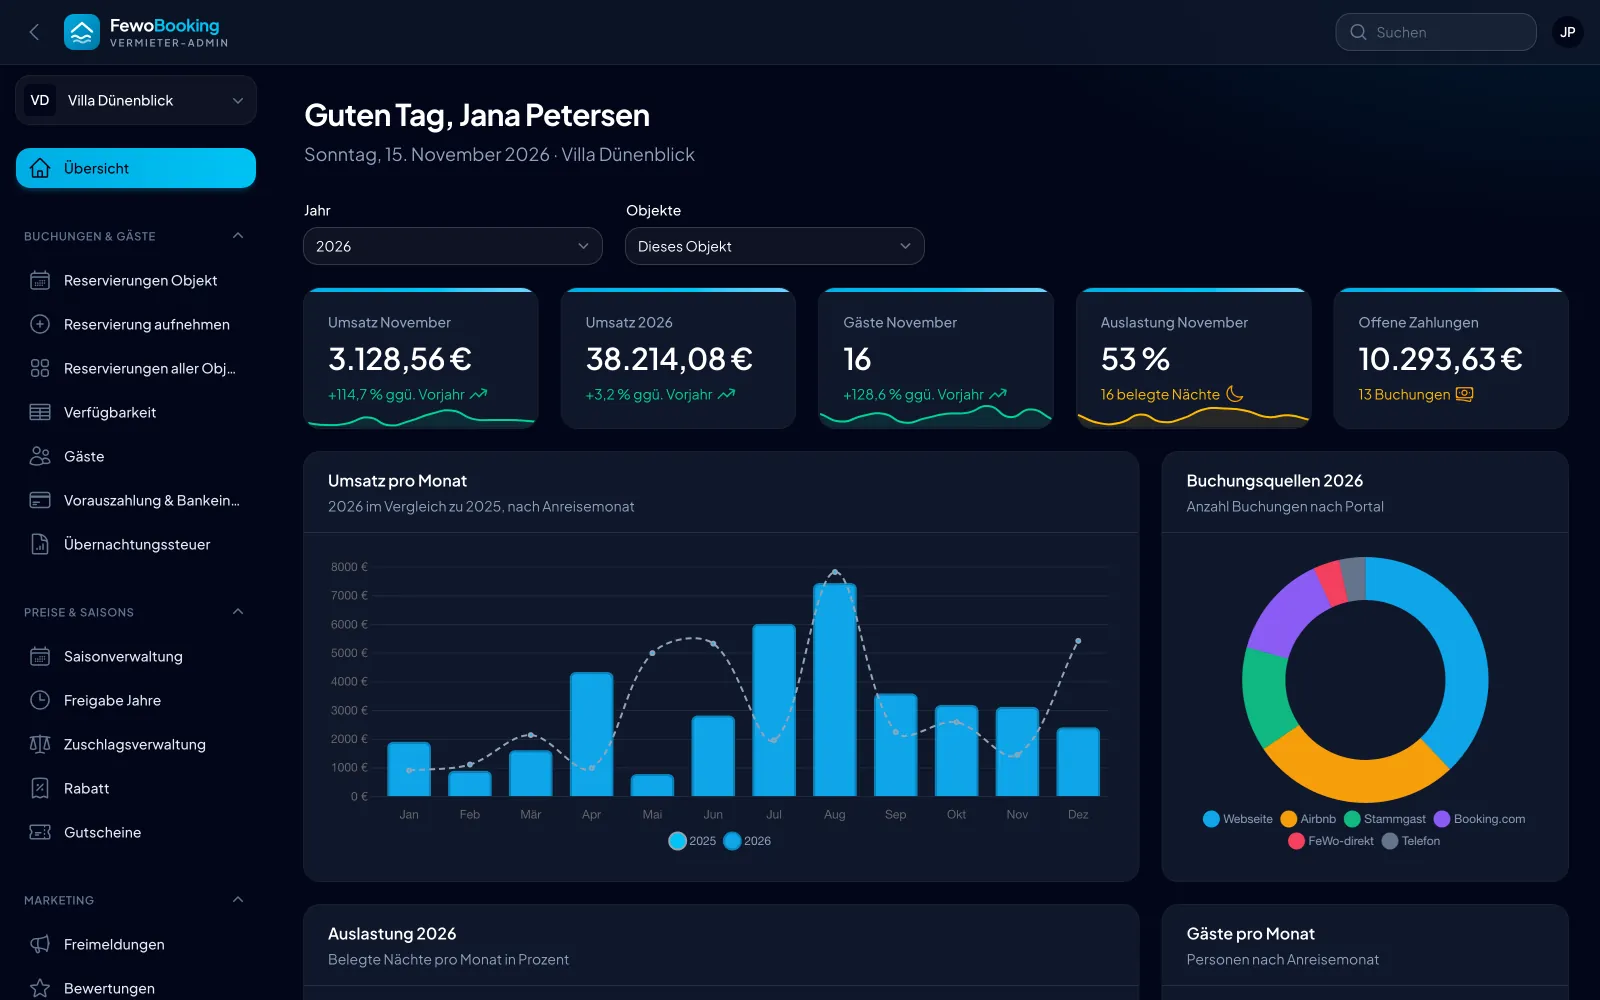 FewoBooking
VERMIETER-ADMIN
Suchen
JP
VD
Villa Dünenblick
Übersicht
BUCHUNGEN & GÄSTE
Reservierungen Objekt
Reservierung aufnehmen
Reservierungen aller Obj...
Verfügbarkeit
Gäste
Vorauszahlung & Bankein...
Übernachtungssteuer
PREISE & SAISONS
Saisonverwaltung
Freigabe Jahre
Zuschlagsverwaltung
Rabatt
Gutscheine
MARKETING
Freimeldungen
Bewertungen
Guten Tag, Jana Petersen
Sonntag, 15. November 2026 · Villa Dünenblick
Jahr
2026
Objekte
Dieses Objekt
Umsatz November
3.128,56 €
+114,7 % ggü. Vorjahr
Umsatz 2026
38.214,08 €
+3,2 % ggü. Vorjahr
Gäste November
16
+128,6 % ggü. Vorjahr
Auslastung November
53 %
16 belegte Nächte
Offene Zahlungen
10.293,63 €
13 Buchungen
Umsatz pro Monat
2026 im Vergleich zu 2025, nach Anreisemonat
8000 €
7000 €
6000 €
5000 €
4000 €
3000 €
2000 €
1000 €
0 €
Jan Feb Mär Apr Mai Jun Jul Aug Sep Okt Nov Dez
2025 2026
Buchungsquellen 2026
Anzahl Buchungen nach Portal
Webseite Airbnb Stammgast Booking.com
FeWo-direkt Telefon
Auslastung 2026
Belegte Nächte pro Monat in Prozent
Gäste pro Monat
Personen nach Anreisemonat